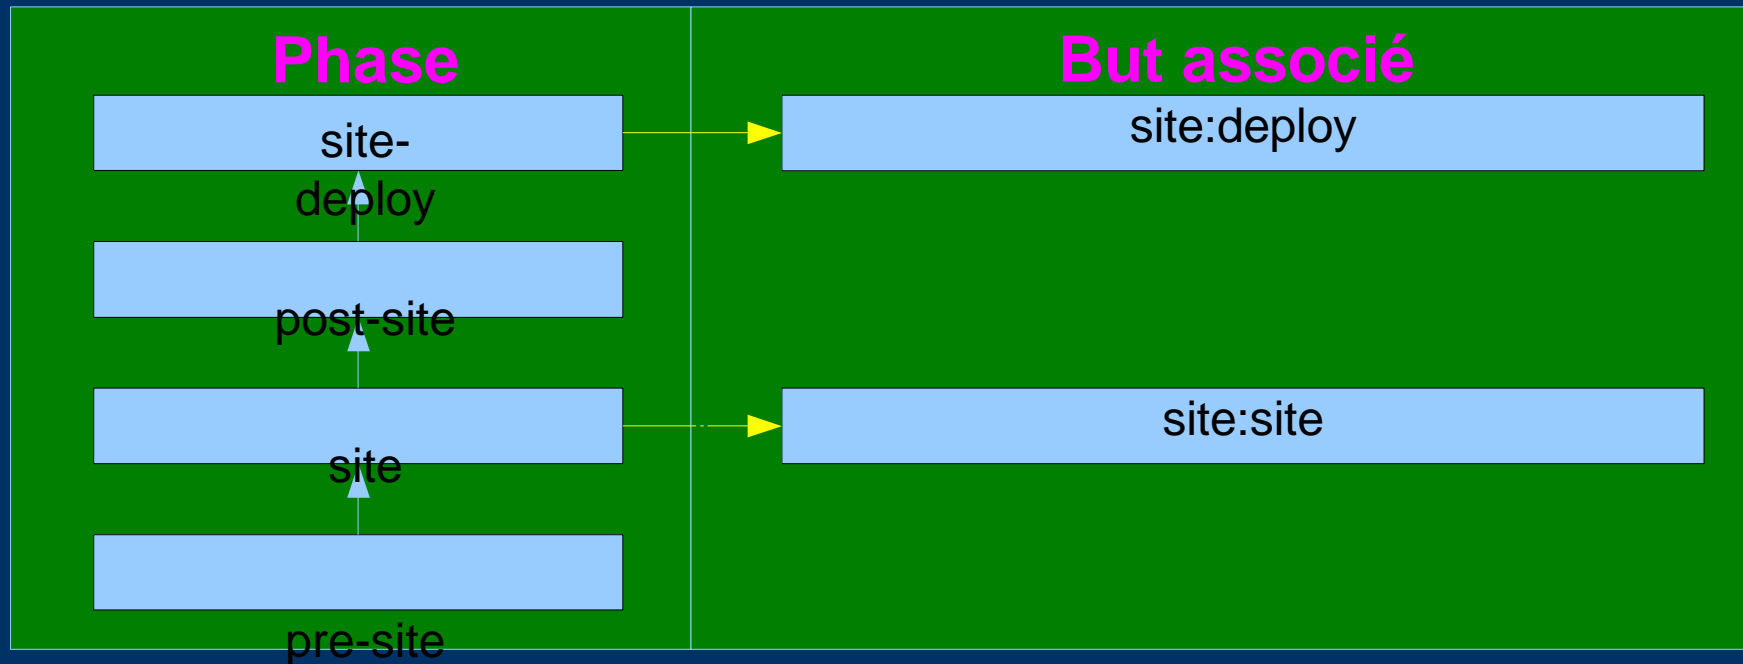 Phase
But associé
site-
deploy
site:deploy
post-site
site
site:site
pre-site